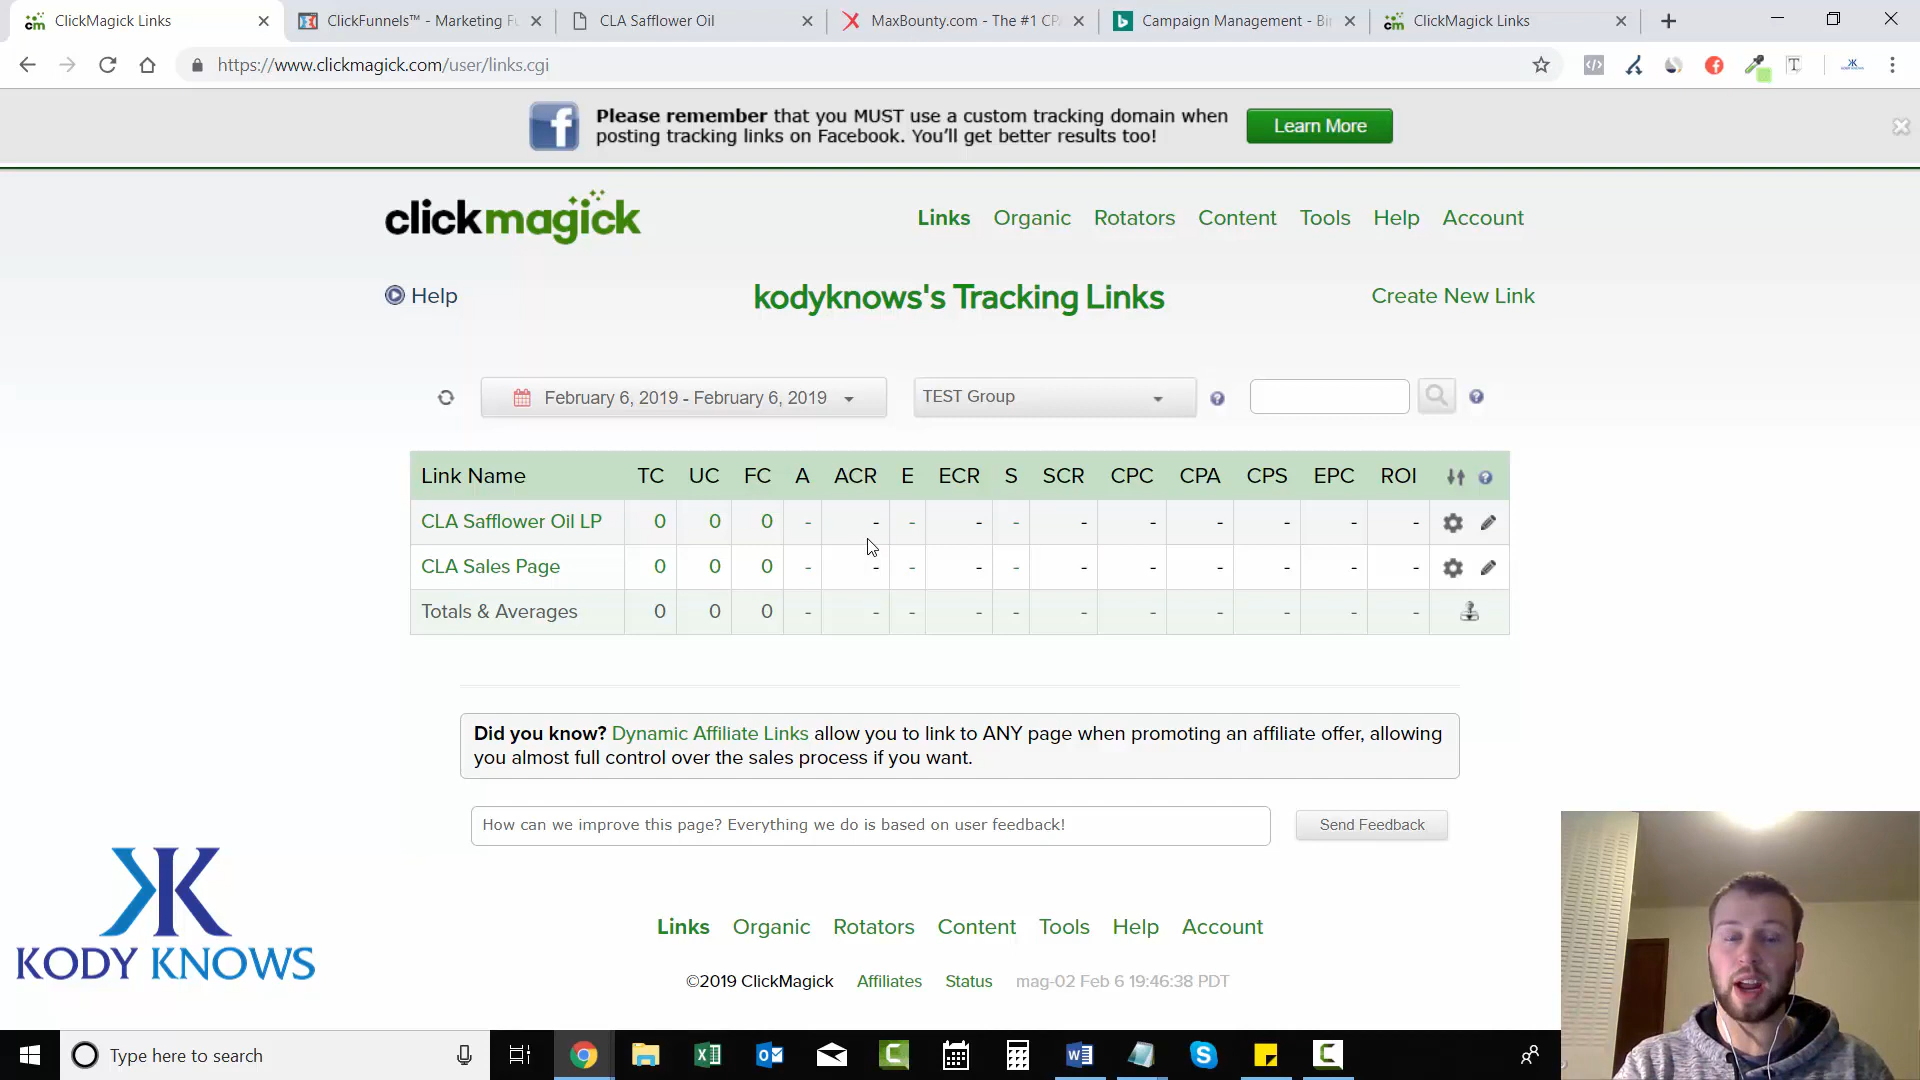 ClickMagick Links
ClickFunnels™ - Marketing Fu
CLA Safflower Oil
MaxBounty.com - The #1 CP
Campaign Management - Bin
ClickMagick Links
https://www.clickmagick.com/user/links.cgi
Please remember that you MUST use a custom tracking domain when
posting tracking links on Facebook. You'll get better results too!
Learn More
clickmagick
Links Organic Rotators Content Tools Help Account
Help
kodyknows's Tracking Links
Create New Link
February 6, 2019 - February 6, 2019
TEST Group
Link Name TC UC FC A ACR E ECR S SCR CPC CPA CPS EPC ROI
CLA Safflower Oil LP 0 0 0 - - - - - - - - - - -
CLA Sales Page 0 0 0 - - - - - - - - - - -
Totals & Averages 0 0 0 - - - - - - - - - - -
Did you know? Dynamic Affiliate Links allow you to link to ANY page when promoting an affiliate offer, allowing
you almost full control over the sales process if you want.
How can we improve this page? Everything we do is based on user feedback!
Send Feedback
KK
KODY KNOWS
Links Organic Rotators Content Tools Help Account
©2019 ClickMagick Affiliates Status mag-02 Feb 6 19:46:38 PDT
Type here to search